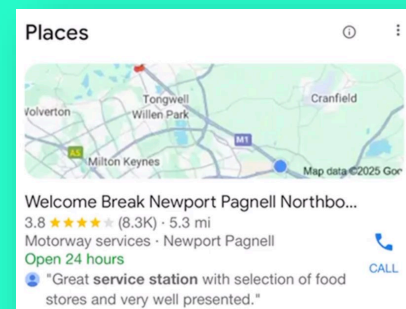 Places
Tongwell
Cranfield
Willen Park
Wolverton
M1
A5
Milton Keynes
Map data ©2025 Goo
Welcome Break Newport Pagnell Northbo...
3.8 ★★★★★ (8.3K) · 5.3 mi
Motorway services · Newport Pagnell
Open 24 hours
CALL
"Great service station with selection of food
stores and very well presented."